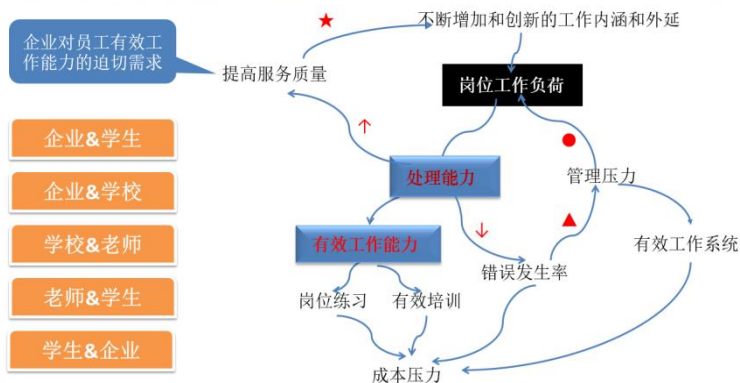 企业对员工有效工
作能力的迫切需求
不断增加和创新的工作内涵和外延
提高服务质量
岗位工作负荷
企业&学生
企业&学校
学校&老师
老师&学生
学生&企业
处理能力
管理压力
有效工作能力
有效工作系统
错误发生率
岗位练习
有效培训
成本压力